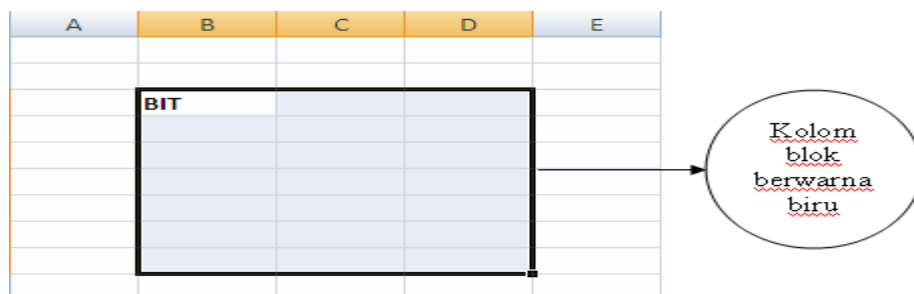 A B C D E
BIT
Kolom
blok
berwarna
biru